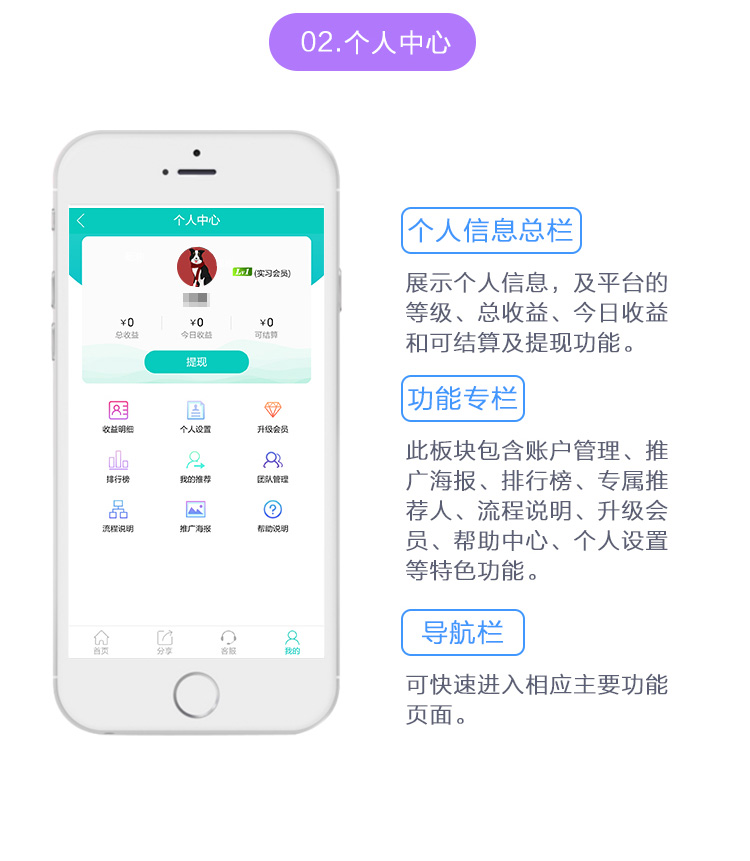 02.个人中心
个人中心
Lv1 (实习会员)
¥0 ¥0 ¥0
总收益 今日收益 可结算
提现
收益明细 个人设置 升级会员
排行榜 我的推荐 团队管理
流程说明 推广海报 帮助说明
首页 分享 客服 我的
个人信息总栏
展示个人信息，及平台的
等级、总收益、今日收益
和可结算及提现功能。
功能专栏
此板块包含账户管理、推
广海报、排行榜、专属推
荐人、流程说明、升级会
员、帮助中心、个人设置
等特色功能。
导航栏
可快速进入相应主要功能
页面。